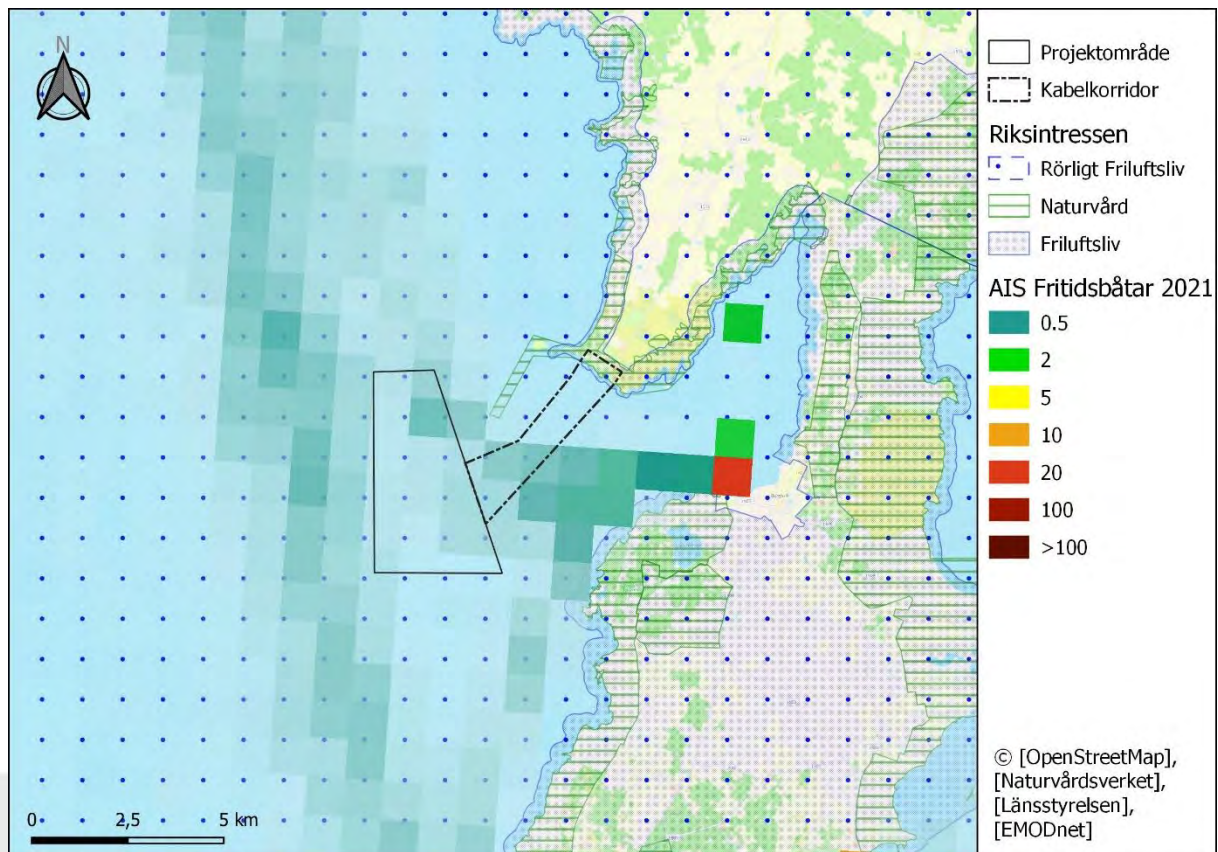 N
0
2,5
5 km
Projektområde
Kabelkorridor
Riksintressen
Rörligt Friluftsliv
Naturvård
Friluftsliv
AIS Fritidsbåtar 2021
0.5
2
5
10
20
100
>100
© [OpenStreetMap],
[Naturvårdsverket],
[Länsstyrelsen],
[EMODnet]